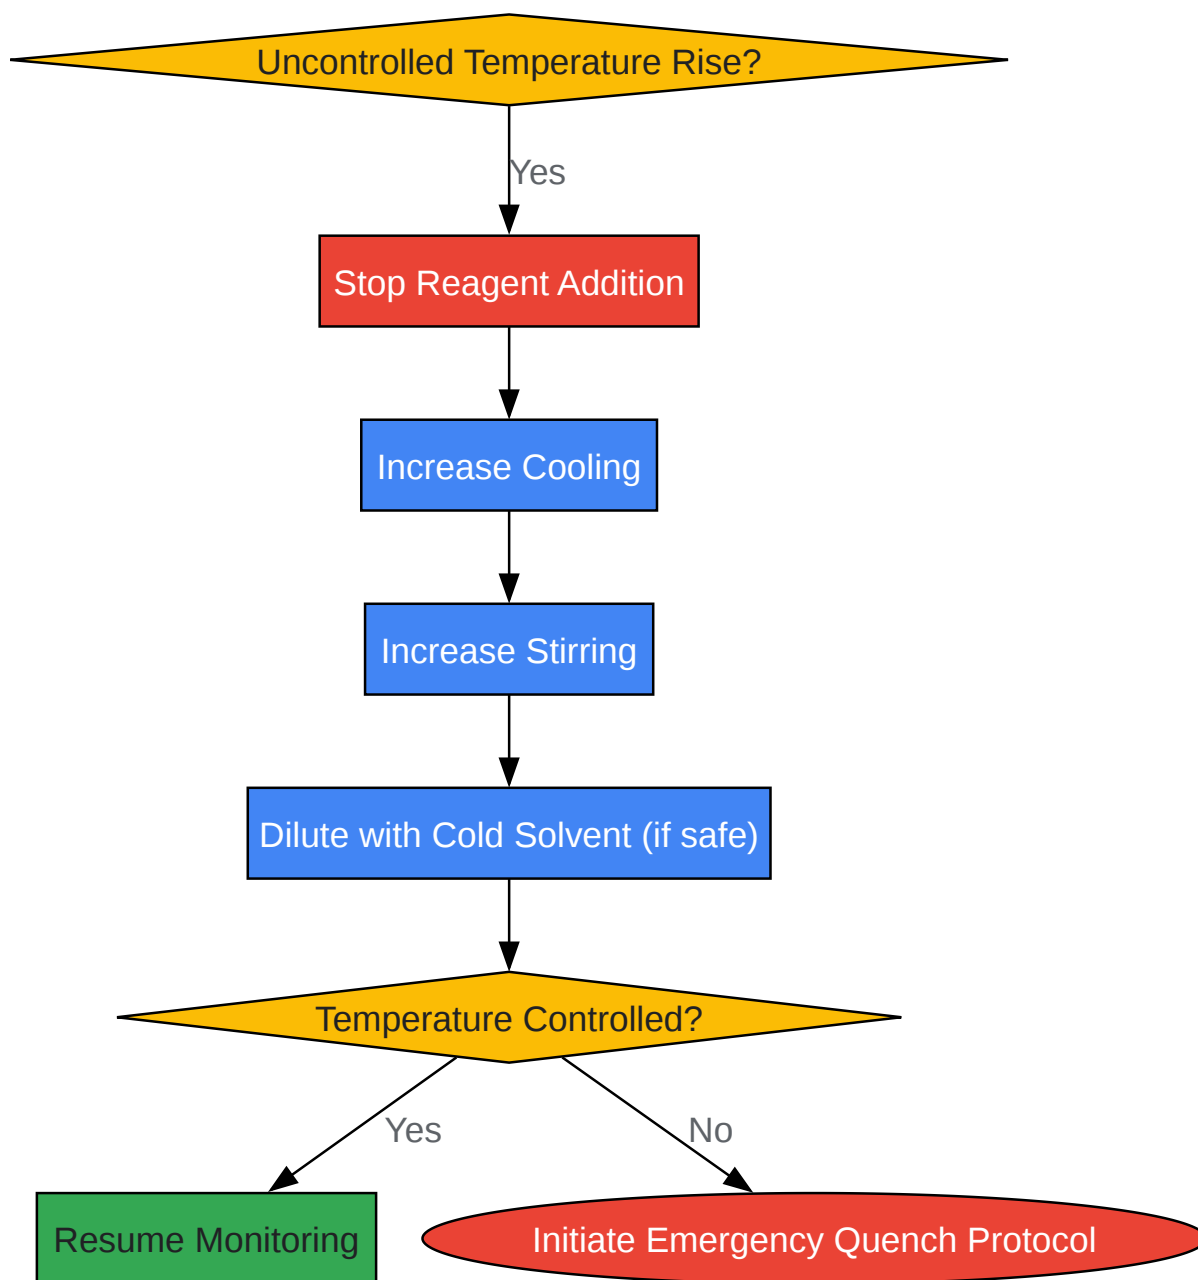 Uncontrolled Temperature Rise?
Yes
Stop Reagent Addition
Increase Cooling
Increase Stirring
Dilute with Cold Solvent (if safe)
Temperature Controlled?
Yes
No
Resume Monitoring
Initiate Emergency Quench Protocol